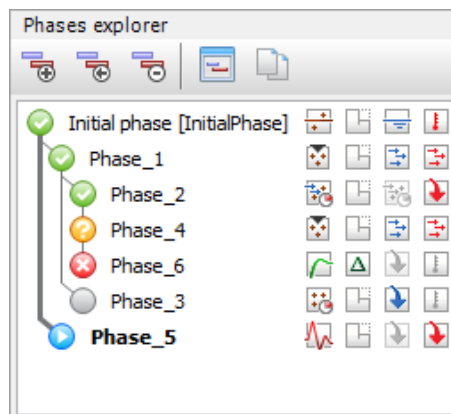 Phases explorer
Initial phase [InitialPhase]
Phase_1
Phase_2
Phase_4
Phase_6
Phase_3
Phase_5